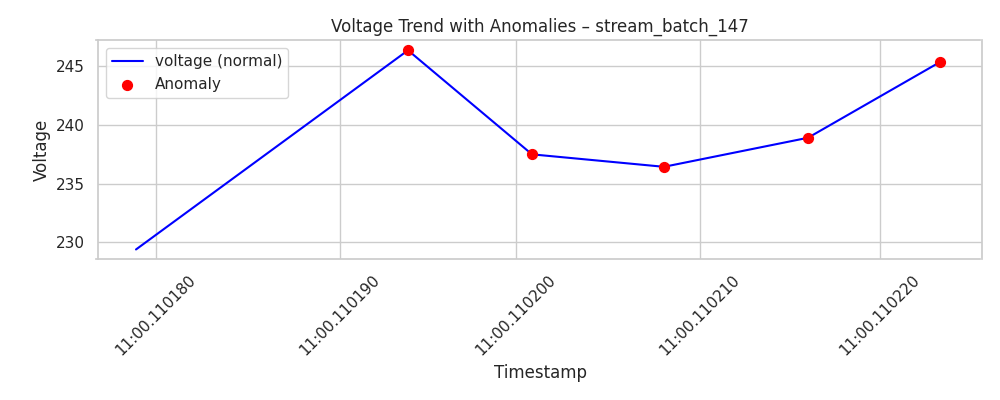 Voltage Trend with Anomalies – stream_batch_147
voltage (normal)
Anomaly
Voltage
245
240
235
230
11:00.110180
11:00.110190
11:00.110200
11:00.110210
11:00.110220
Timestamp